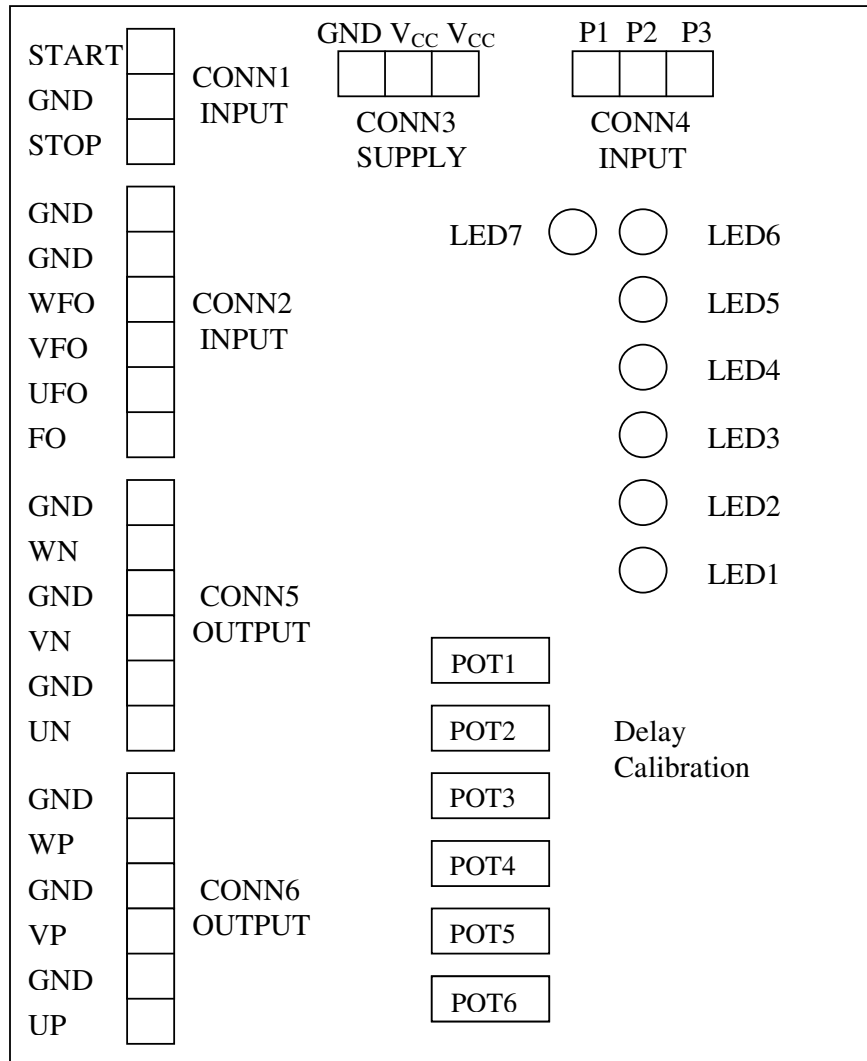 START
GND
STOP
CONN1
INPUT
GND VCC VCC
CONN3
SUPPLY
P1 P2 P3
CONN4
INPUT
GND
GND
WFO
VFO
UFO
FO
CONN2
INPUT
LED7
LED6
LED5
LED4
LED3
LED2
LED1
GND
WN
GND
VN
GND
UN
CONN5
OUTPUT
POT1
POT2
POT3
POT4
POT5
POT6
Delay
Calibration
GND
WP
GND
VP
GND
UP
CONN6
OUTPUT